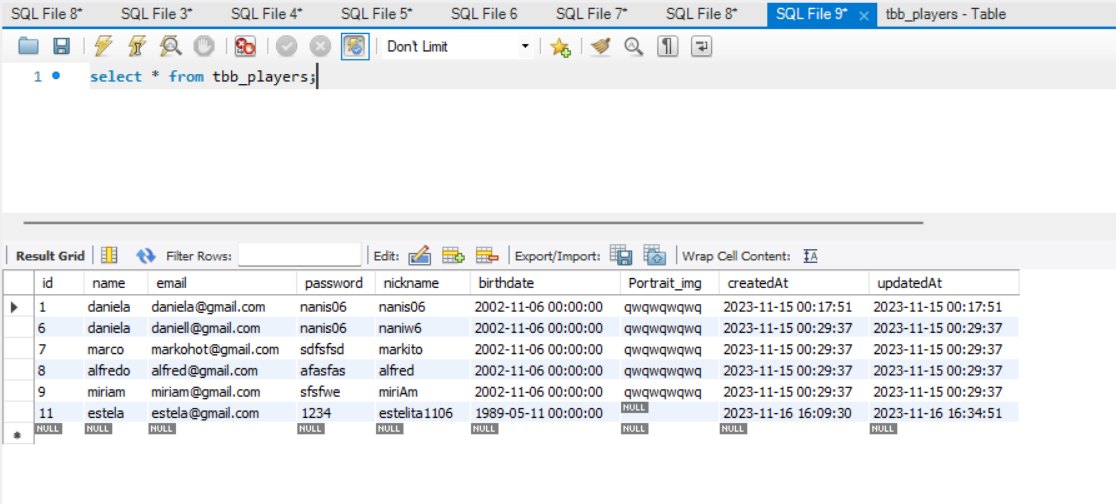 SQL File 8* SQL File 3* SQL File 4* SQL File 5* SQL File 6 SQL File 7* SQL File 8* SQL File 9* × tbb_players - Table
Don't Limit
1 select * from tbb_players;
Result Grid Filter Rows: Edit: Export/Import: Wrap Cell Content: IA
id name email password nickname birthdate Portrait_img createdAt updatedAt
1 daniela daniela@gmail.com nanis06 nanis06 2002-11-06 00:00:00 qwqwqwqwq 2023-11-15 00:17:51 2023-11-15 00:17:51
6 daniela daniell@gmail.com nanis06 naniw6 2002-11-06 00:00:00 qwqwqwqwq 2023-11-15 00:29:37 2023-11-15 00:29:37
7 marco markohot@gmail.com sdfsfsd markito 2002-11-06 00:00:00 qwqwqwqwq 2023-11-15 00:29:37 2023-11-15 00:29:37
8 alfredo alfred@gmail.com afasfas alfred 2002-11-06 00:00:00 qwqwqwqwq 2023-11-15 00:29:37 2023-11-15 00:29:37
9 miriam miriam@gmail.com sfsfwe miriAm 2002-11-06 00:00:00 qwqwqwqwq 2023-11-15 00:29:37 2023-11-15 00:29:37
11 estela estela@gmail.com 1234 estelita1106 1989-05-11 00:00:00 NULL 2023-11-16 16:09:30 2023-11-16 16:34:51
NULL NULL NULL NULL NULL NULL NULL NULL NULL